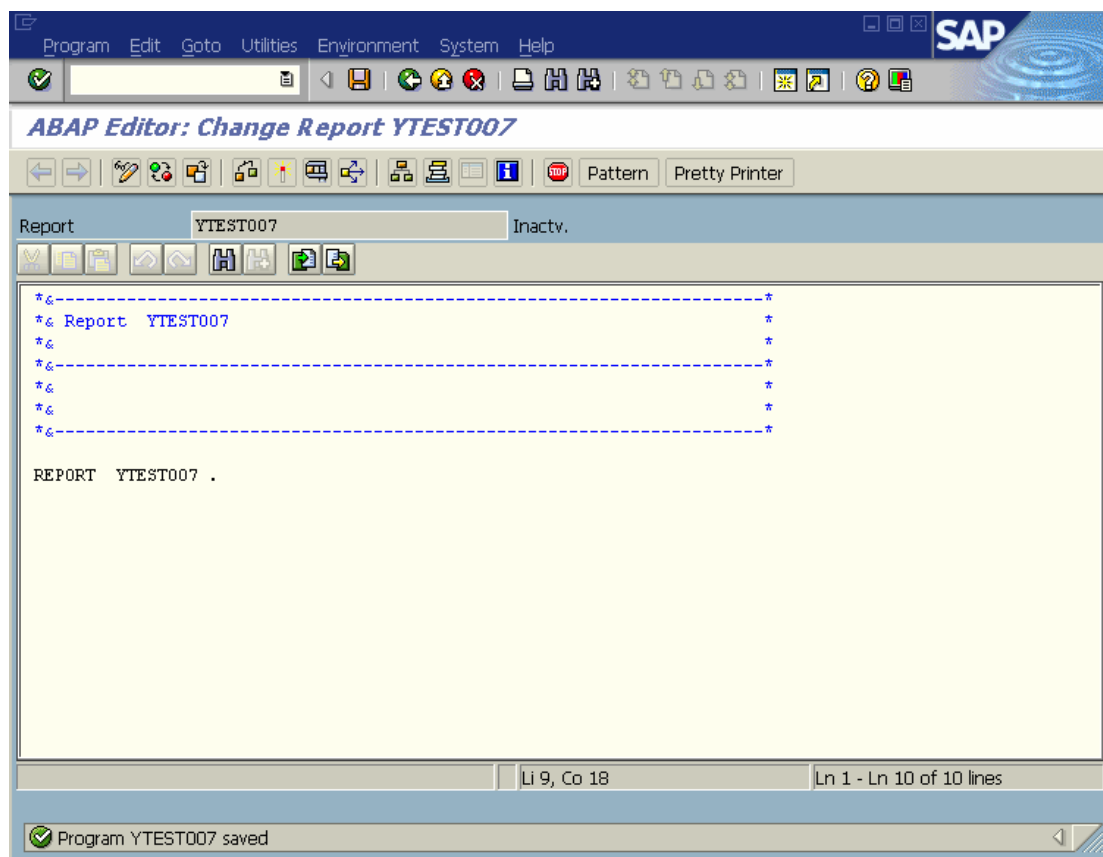 Program Edit Goto Utilities Environment System Help
SAP
ABAP Editor: Change Report YTEST007
STOP Pattern Pretty Printer
Report YTEST007 Inactv.
*&---------------------------------------------------------------------*
*& Report  YTEST007                                                    *
*&                                                                     *
*&---------------------------------------------------------------------*
*&                                                                     *
*&                                                                     *
*&---------------------------------------------------------------------*
REPORT  YTEST007 .
Li 9, Co 18 Ln 1 - Ln 10 of 10 lines
Program YTEST007 saved